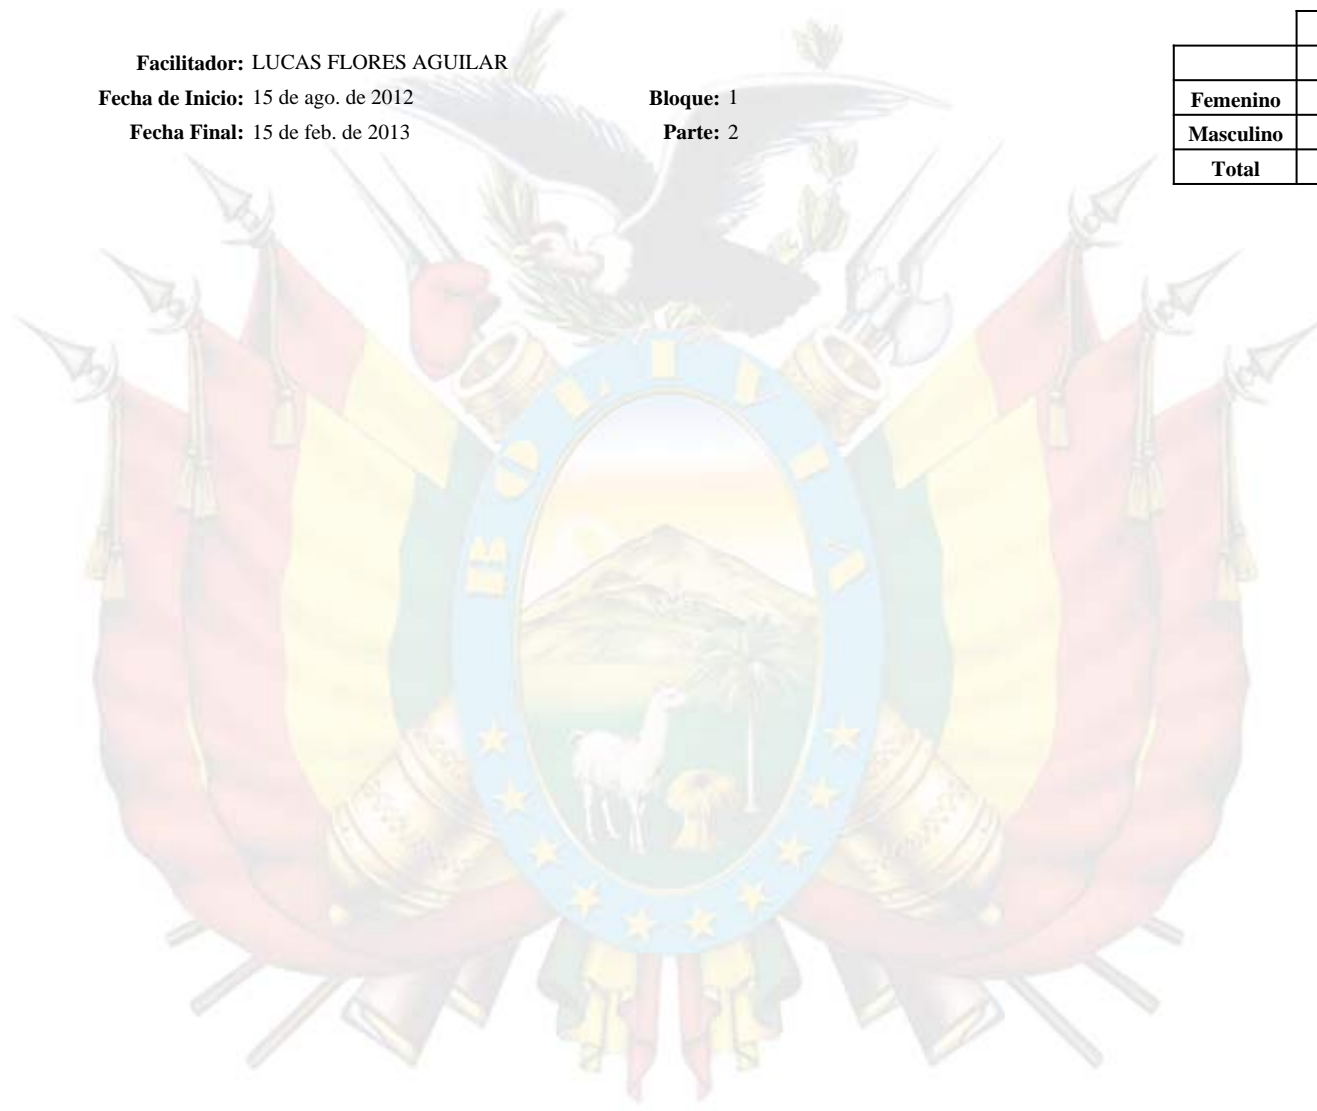 Facilitador: LUCAS FLORES AGUILAR
Fecha de Inicio: 15 de ago. de 2012 Bloque: 1
Fecha Final: 15 de feb. de 2013 Parte: 2
Femenino
Masculino
Total
BOLIVIA